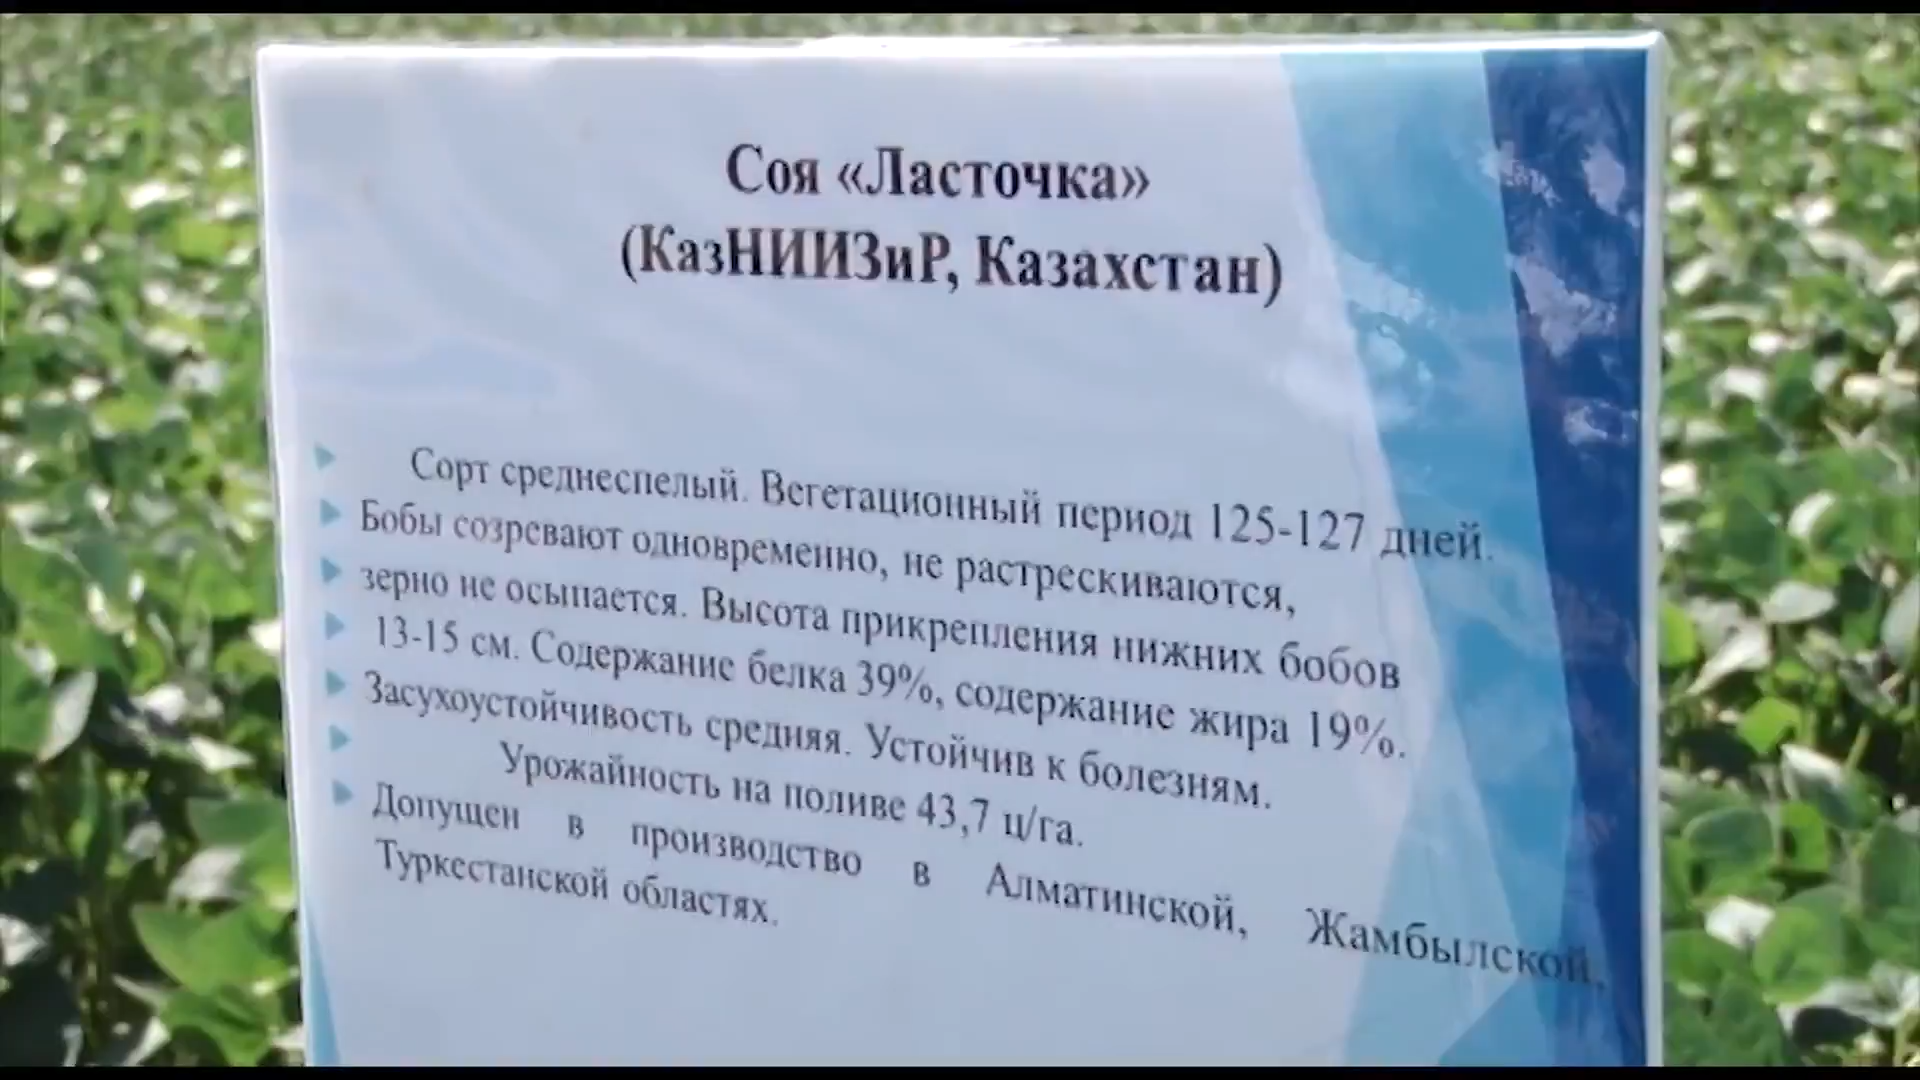 Соя «Ласточка»
(КазНИИЗиР, Казахстан)
Сорт среднеспелый. Вегетационный период 125-127 дней.
Бобы созревают одновременно, не растрескиваются,
зерно не осыпается. Высота прикрепления нижних бобов
13-15 см. Содержание белка 39%, содержание жира 19%.
Засухоустойчивость средняя. Устойчив к болезням.
Урожайность на поливе 43,7 ц/га.
Допущен в производство в Алматинской, Жамбылской,
Туркестанской областях.